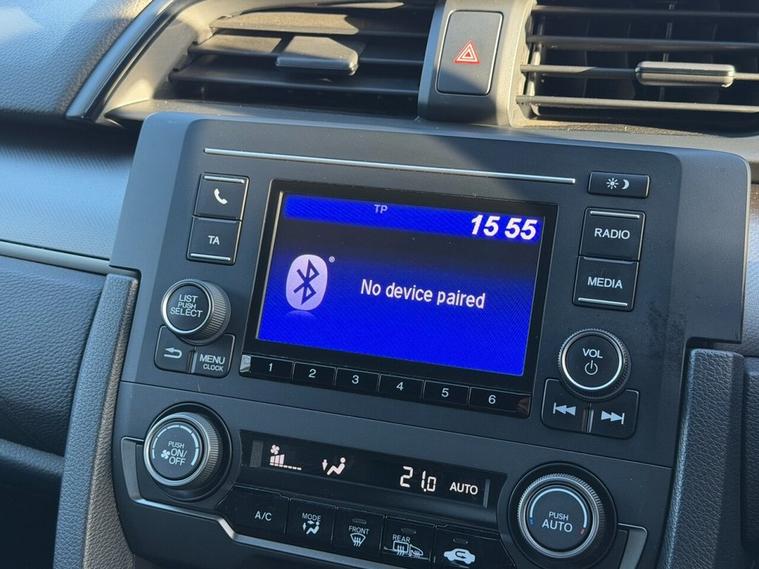 TP
15 55
®
No device paired
TA
RADIO
MEDIA
LIST
PUSH
SELECT
MENU
CLOCK
VOL
1 2 3 4 5 6
PUSH
ON/
OFF
21.0 AUTO
A/C
MODE
FRONT
REAR
PUSH
AUTO